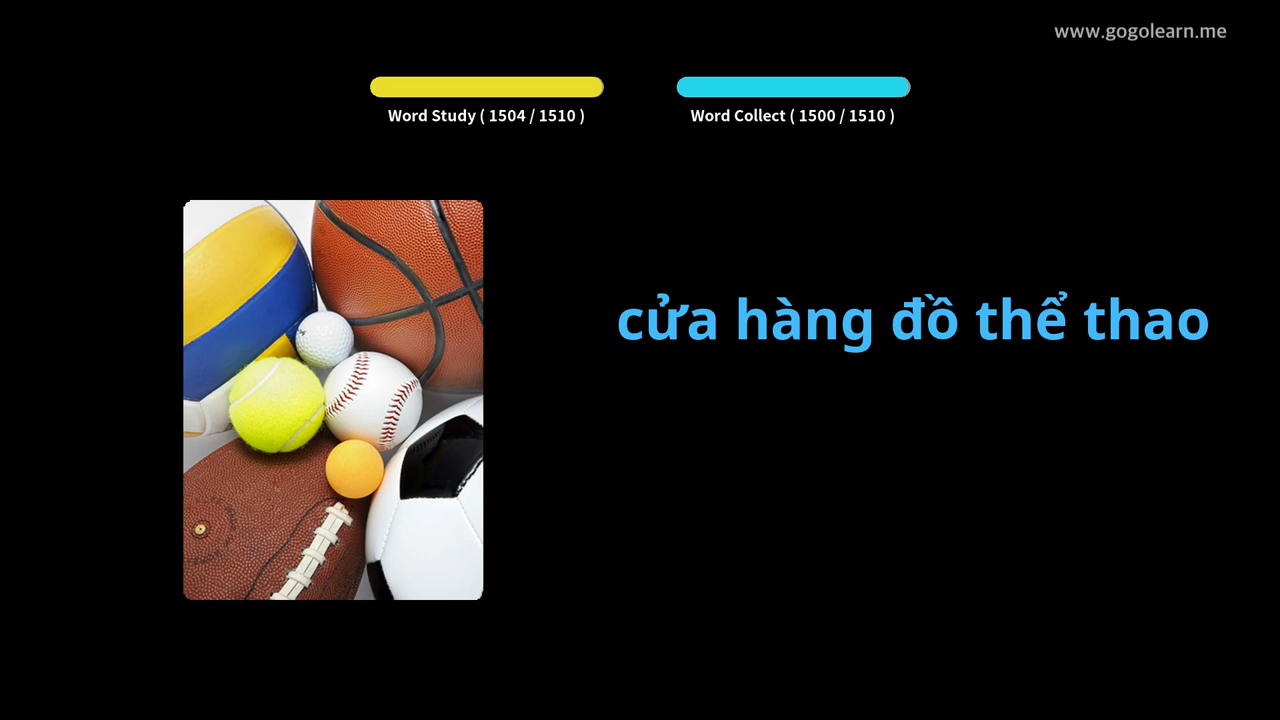 www.gogolearn.me
Word Study ( 1504 / 1510 )
Word Collect ( 1500 / 1510 )
cửa hàng đồ thể thao